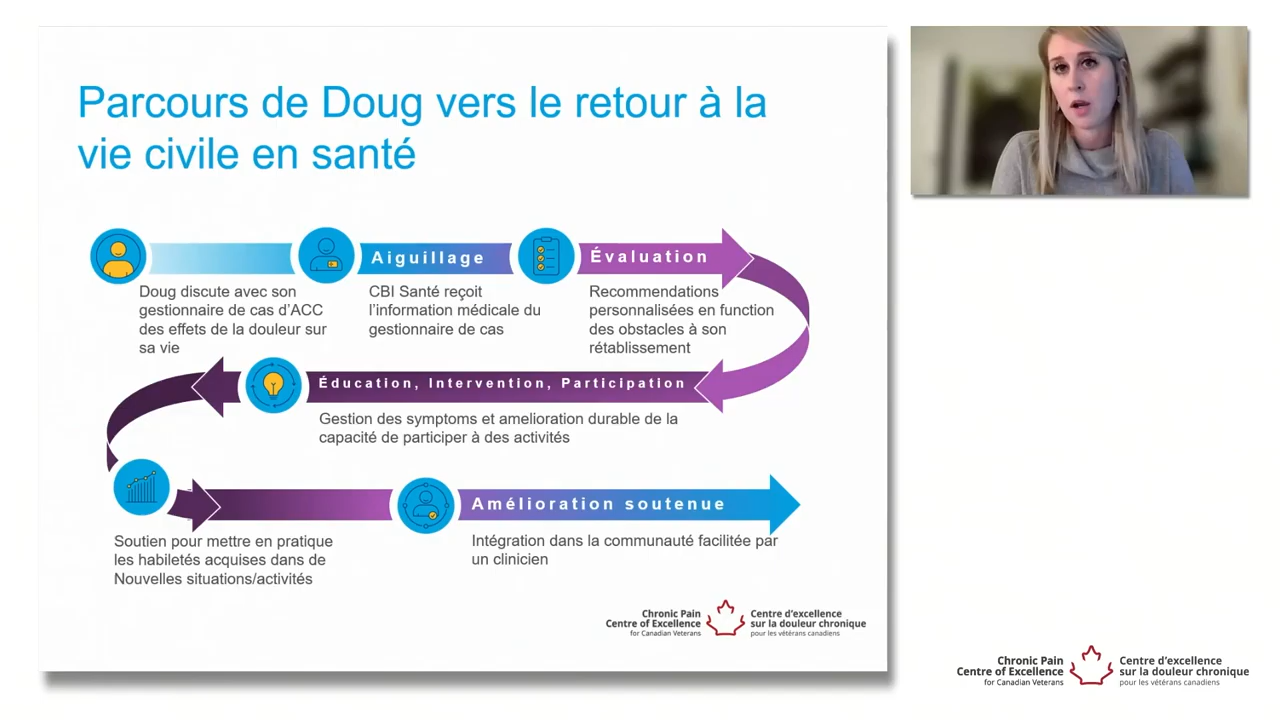 Parcours de Doug vers le retour à la
vie civile en santé
Aiguillage
Évaluation
Doug discute avec son
gestionnaire de cas d'ACC
des effets de la douleur sur
sa vie
CBI Santé reçoit
l'information médicale du
gestionnaire de cas
Recommendations
personnalisées en function
des obstacles à son
rétablissement
Éducation, Intervention, Participation
Gestion des symptoms et amelioration durable de la
capacité de participer à des activités
Amélioration soutenue
Soutien pour mettre en pratique
les habiletés acquises dans de
Nouvelles situations/activités
Intégration dans la communauté facilitée par
un clinicien
Chronic Pain
Centre of Excellence
for Canadian Veterans
Centre d'excellence
sur la douleur chronique
pour les vétérans canadiens
Chronic Pain
Centre of Excellence
for Canadian Veterans
Centre d'excellence
sur la douleur chronique
pour les vétérans canadiens